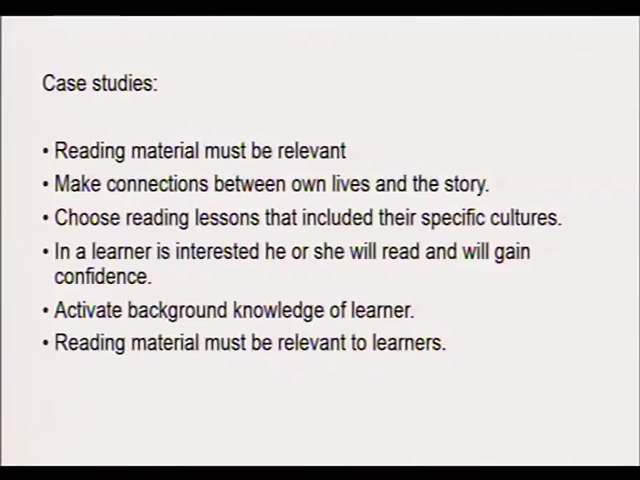 Case studies:
• Reading material must be relevant
• Make connections between own lives and the story.
• Choose reading lessons that included their specific cultures.
• In a learner is interested he or she will read and will gain
confidence.
• Activate background knowledge of learner.
• Reading material must be relevant to learners.